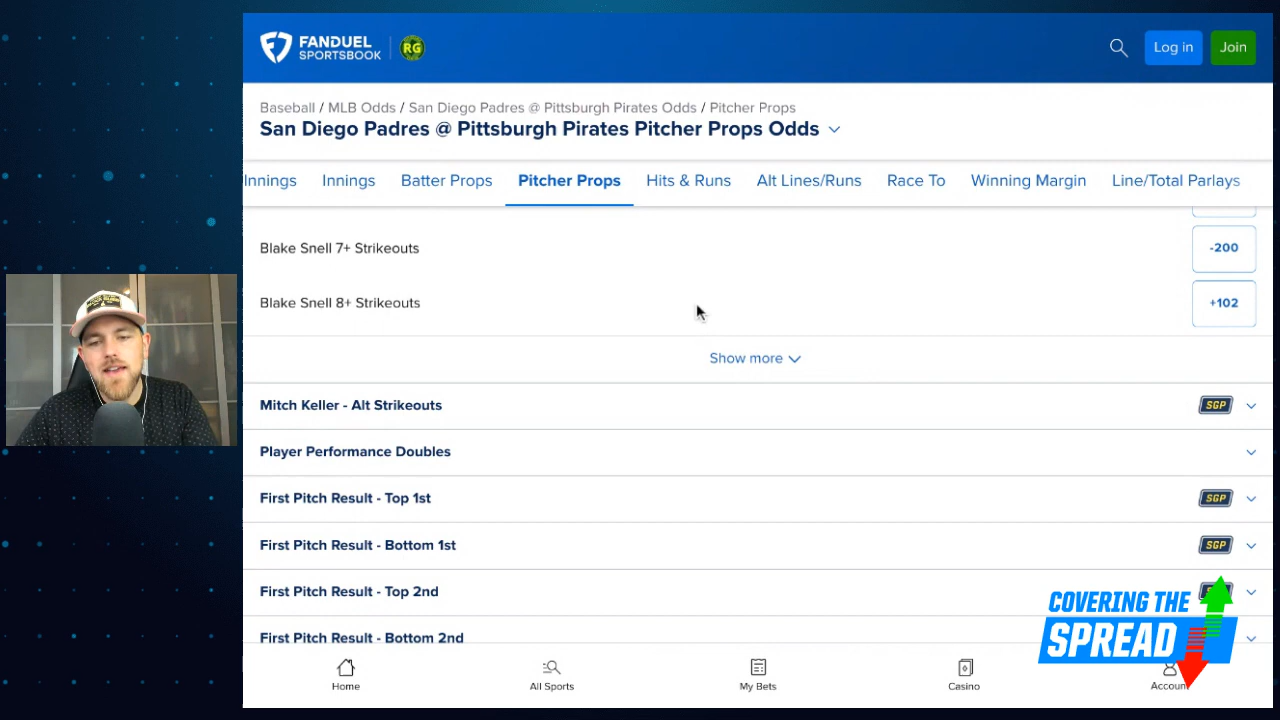 FANDUEL
SPORTSBOOK
RG
Log in
Join
Baseball / MLB Odds / San Diego Padres @ Pittsburgh Pirates Odds / Pitcher Props
San Diego Padres @ Pittsburgh Pirates Pitcher Props Odds
Innings Innings Batter Props Pitcher Props Hits & Runs Alt Lines/Runs Race To Winning Margin Line/Total Parlays
Blake Snell 7+ Strikeouts -200
Blake Snell 8+ Strikeouts +102
Show more
Mitch Keller - Alt Strikeouts SGP
Player Performance Doubles
First Pitch Result - Top 1st SGP
First Pitch Result - Bottom 1st SGP
First Pitch Result - Top 2nd
First Pitch Result - Bottom 2nd
COVERING THE
SPREAD
Home All Sports My Bets Casino Account